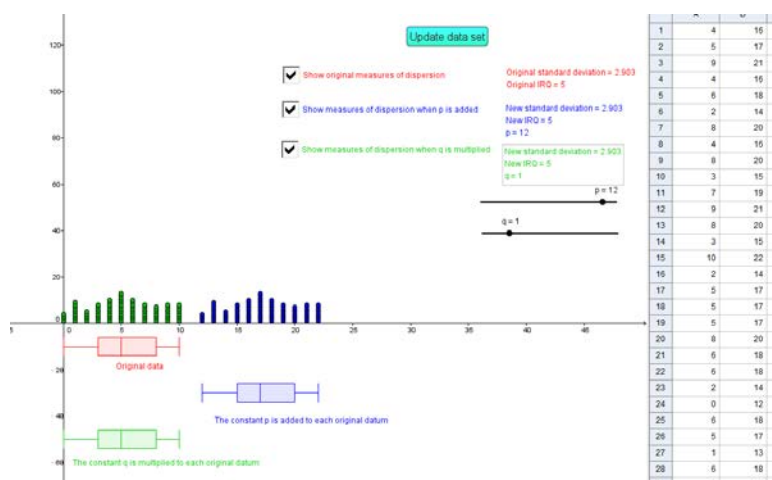 Update data set
Show original measures of dispersion
Original standard deviation = 2.903
Original IRQ = 5
Show measures of dispersion when p is added
New standard deviation = 2.903
New IRQ = 5
p = 12
Show measures of dispersion when q is multiplied
New standard deviation = 2.903
New IRQ = 5
q = 1
p = 12
q = 1
120
100
80
60
40
20
5 0 5 10 15 20 25 30 35 40 45
Original data
20
The constant p is added to each original datum
40
The constant q is multiplied to each original datum
60
1 4 16
2 5 17
3 9 21
4 4 16
5 6 18
6 2 14
7 8 20
8 4 16
9 8 20
10 3 15
11 7 19
12 9 21
13 8 20
14 3 15
15 10 22
16 2 14
17 5 17
18 5 17
19 5 17
20 8 20
21 6 18
22 6 18
23 2 14
24 0 12
25 6 18
26 5 17
27 1 13
28 6 18